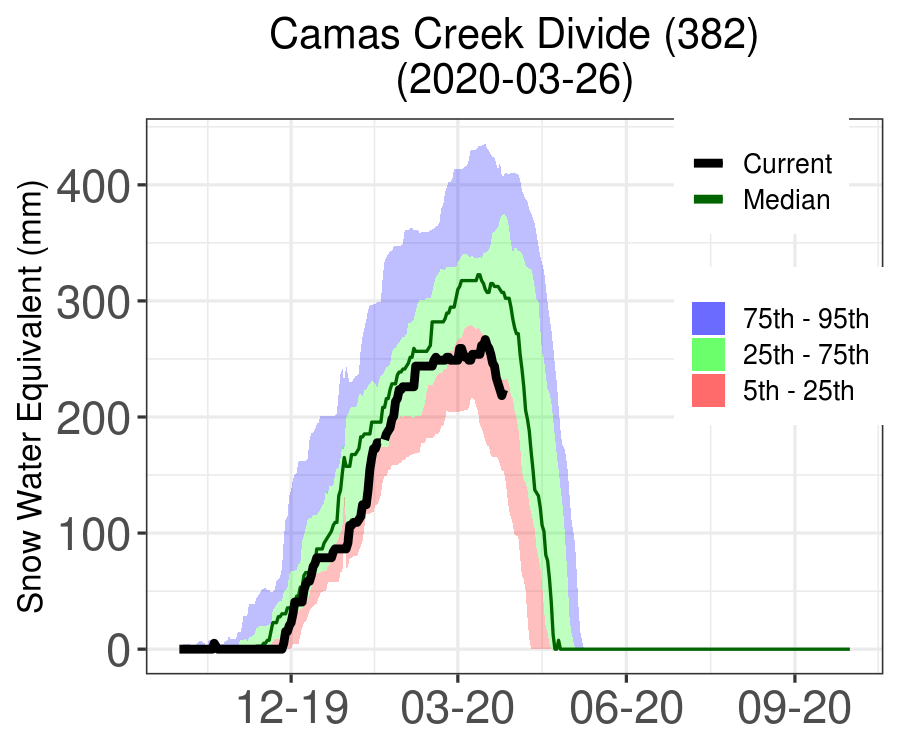 Camas Creek Divide (382)
(2020-03-26)
Snow Water Equivalent (mm)
400
300
200
100
0
12-19
03-20
06-20
09-20
Current
Median
75th - 95th
25th - 75th
5th - 25th